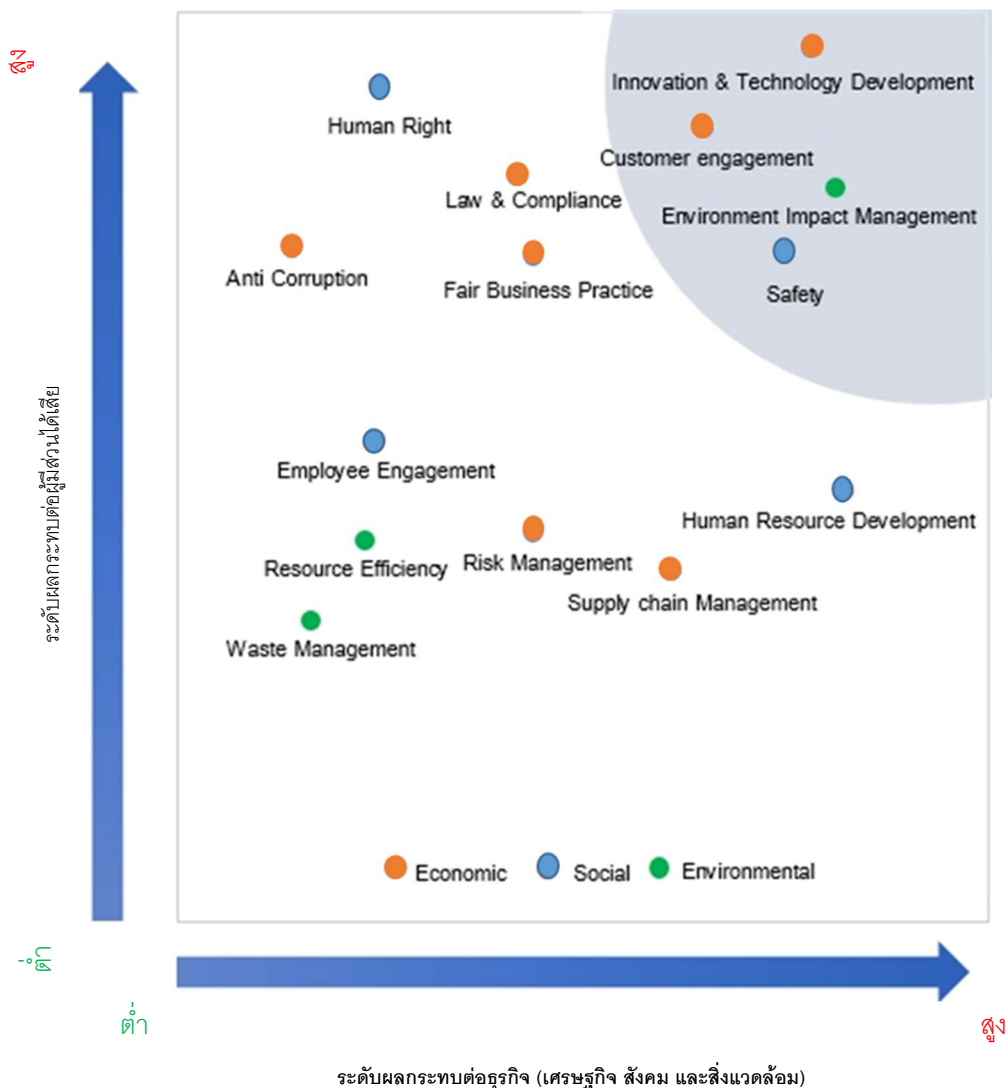 สูง
Innovation & Technology Development
Human Right
Customer engagement
Law & Compliance
Environment Impact Management
Anti Corruption
Fair Business Practice
Safety
ระดับผลกระทบต่อผู้มีส่วนได้เสีย
Employee Engagement
Human Resource Development
Resource Efficiency
Risk Management
Supply chain Management
Waste Management
Economic
Social
Environmental
ต่ำ
ต่ำ
สูง
ระดับผลกระทบต่อธุรกิจ (เศรษฐกิจ สังคม และสิ่งแวดล้อม)